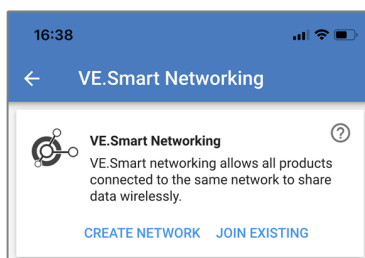 16:38
VE.Smart Networking
VE.Smart Networking
VE.Smart networking allows all products
connected to the same network to share
data wirelessly.
CREATE NETWORK JOIN EXISTING